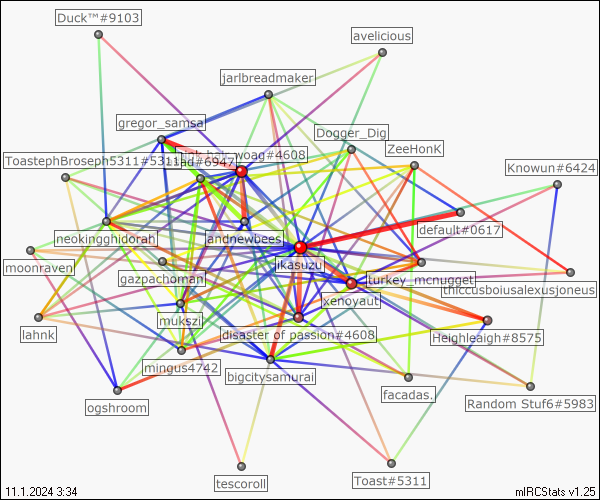 Duck™#9103
avelicious
jarlbreadmaker
gregor_samsa
Dogger_Dig
ZeeHonK
woag#4608
ToastephBroseph5311#5311
#6947
Knowun#6424
default#0617
neokingghidorah
andnewbees
ikasuzu
moonraven
gazpachoman
turkey_mcnugget
thiccusboiusalexusjoneus
xenoyaut
mukszi
lahnk
disaster of passion#4608
Heighleaigh#8575
mingus4742
bigcitysamurai
facadas.
Random Stuf6#5983
ogshroom
tescoroll
Toast#5311
11.1.2024 3:34
mIRCStats v1.25